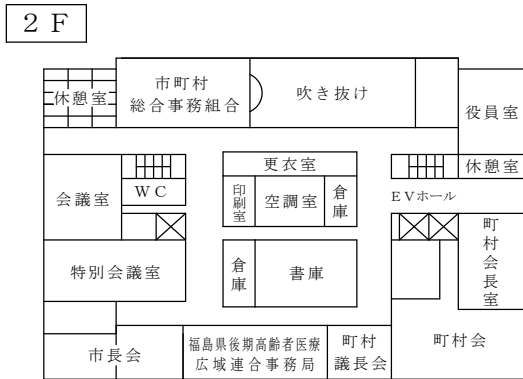 ２Ｆ
休憩室
市町村
総合事務組合
吹き抜け
役員室
更衣室
休憩室
会議室
ＷＣ
印刷室
空調室
倉庫
ＥＶホール
特別会議室
倉庫
書庫
町村会長室
市長会
福島県後期高齢者医療
広域連合事務局
町村
議長会
町村会